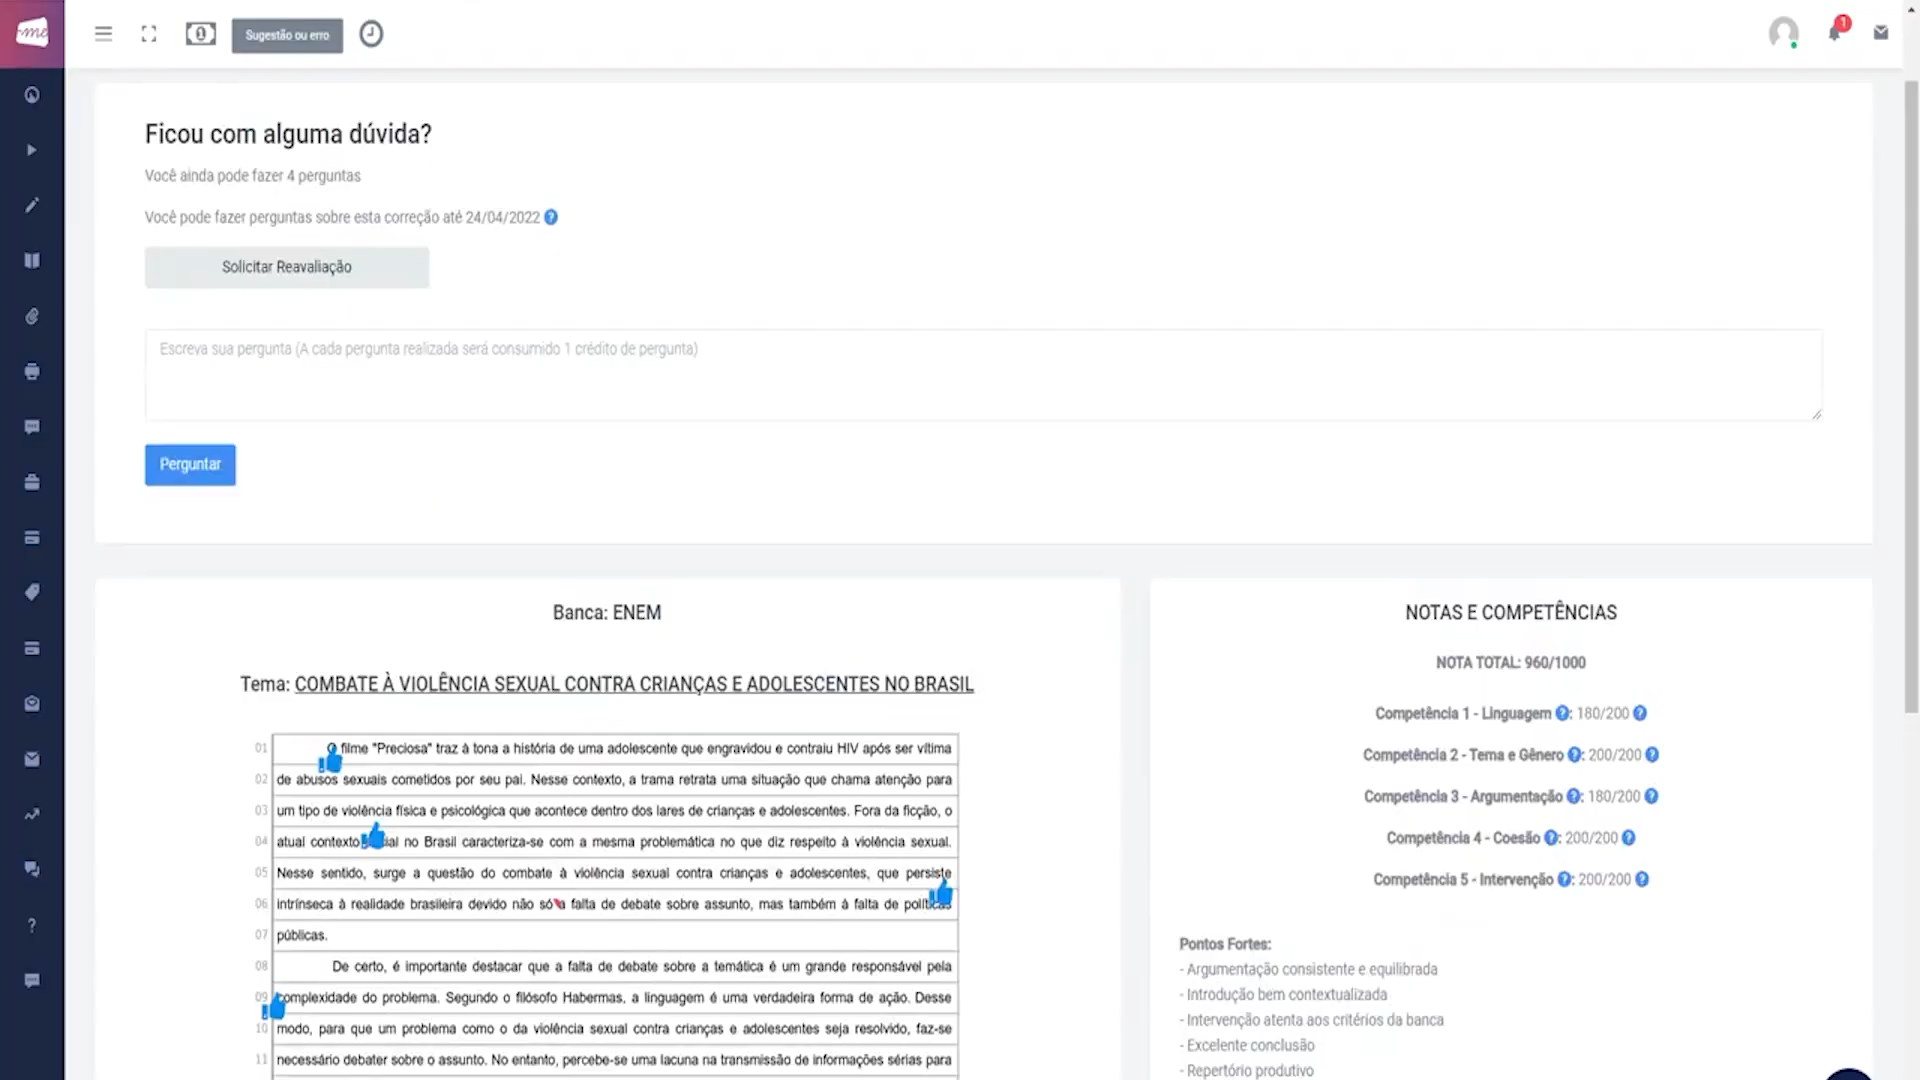 me
Sugestão ou erro
1
Ficou com alguma dúvida?
Você ainda pode fazer 4 perguntas
Você pode fazer perguntas sobre esta correção até 24/04/2022 ?
Solicitar Reavaliação
Escreva sua pergunta (A cada pergunta realizada será consumido 1 crédito de pergunta)
Perguntar
Banca: ENEM
Tema: COMBATE À VIOLÊNCIA SEXUAL CONTRA CRIANÇAS E ADOLESCENTES NO BRASIL
01 O filme "Preciosa" traz à tona a história de uma adolescente que engravidou e contraiu HIV após ser vítima
02 de abusos sexuais cometidos por seu pai. Nesse contexto, a trama retrata uma situação que chama atenção para
03 um tipo de violência física e psicológica que acontece dentro dos lares de crianças e adolescentes. Fora da ficção, o
04 atual contexto no Brasil caracteriza-se com a mesma problemática no que diz respeito à violência sexual.
05 Nesse sentido, surge a questão do combate à violência sexual contra crianças e adolescentes, que persiste
06 intrínseca à realidade brasileira devido não só a falta de debate sobre assunto, mas também à falta de políticas
07 públicas.
08 De certo, é importante destacar que a falta de debate sobre a temática é um grande responsável pela
09 complexidade do problema. Segundo o filósofo Habermas, a linguagem é uma verdadeira forma de ação. Desse
10 modo, para que um problema como o da violência sexual contra crianças e adolescentes seja resolvido, faz-se
11 necessário debater sobre o assunto. No entanto, percebe-se uma lacuna na transmissão de informações sérias para
NOTAS E COMPETÊNCIAS
NOTA TOTAL: 960/1000
Competência 1 - Linguagem ?: 180/200 ?
Competência 2 - Tema e Gênero ?: 200/200 ?
Competência 3 - Argumentação ?: 180/200 ?
Competência 4 - Coesão ?: 200/200 ?
Competência 5 - Intervenção ?: 200/200 ?
Pontos Fortes:
- Argumentação consistente e equilibrada
- Introdução bem contextualizada
- Intervenção atenta aos critérios da banca
- Excelente conclusão
- Repertório produtivo